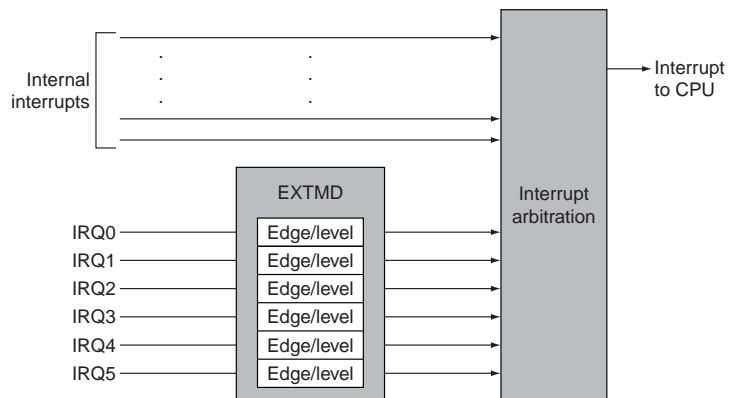 Internal
interrupts
Interrupt
to CPU
EXTMD
Interrupt
arbitration
IRQ0
Edge/level
IRQ1
Edge/level
IRQ2
Edge/level
IRQ3
Edge/level
IRQ4
Edge/level
IRQ5
Edge/level